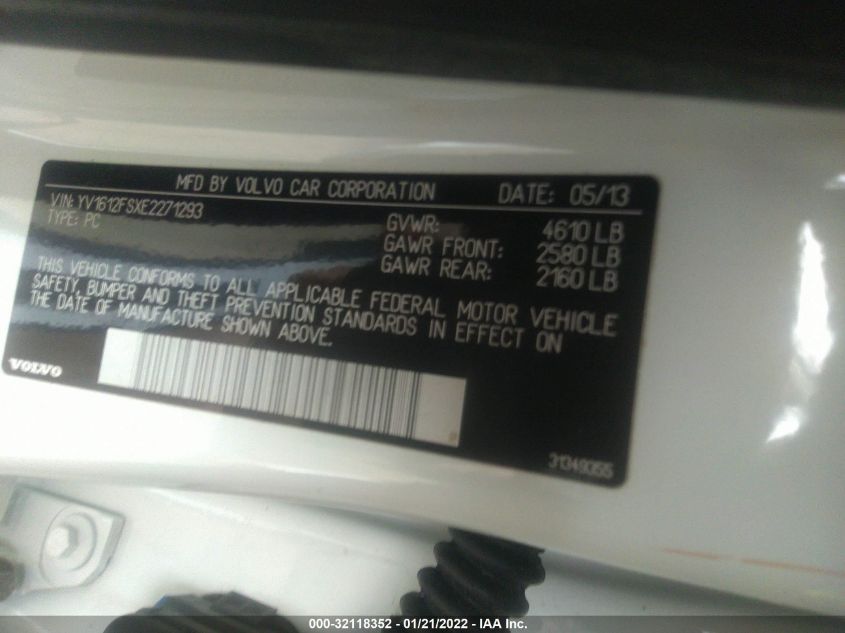 MFD BY VOLVO CAR CORPORATION DATE: 05/13
VIN: YV1612FSXE2271293
TYPE: PC
GVWR: 4610 LB
GAWR FRONT: 2580 LB
GAWR REAR: 2160 LB
THIS VEHICLE CONFORMS TO ALL APPLICABLE FEDERAL MOTOR VEHICLE
SAFETY, BUMPER AND THEFT PREVENTION STANDARDS IN EFFECT ON
THE DATE OF MANUFACTURE SHOWN ABOVE.
VOLVO
31349355
000-32118352 - 01/21/2022 - IAA Inc.